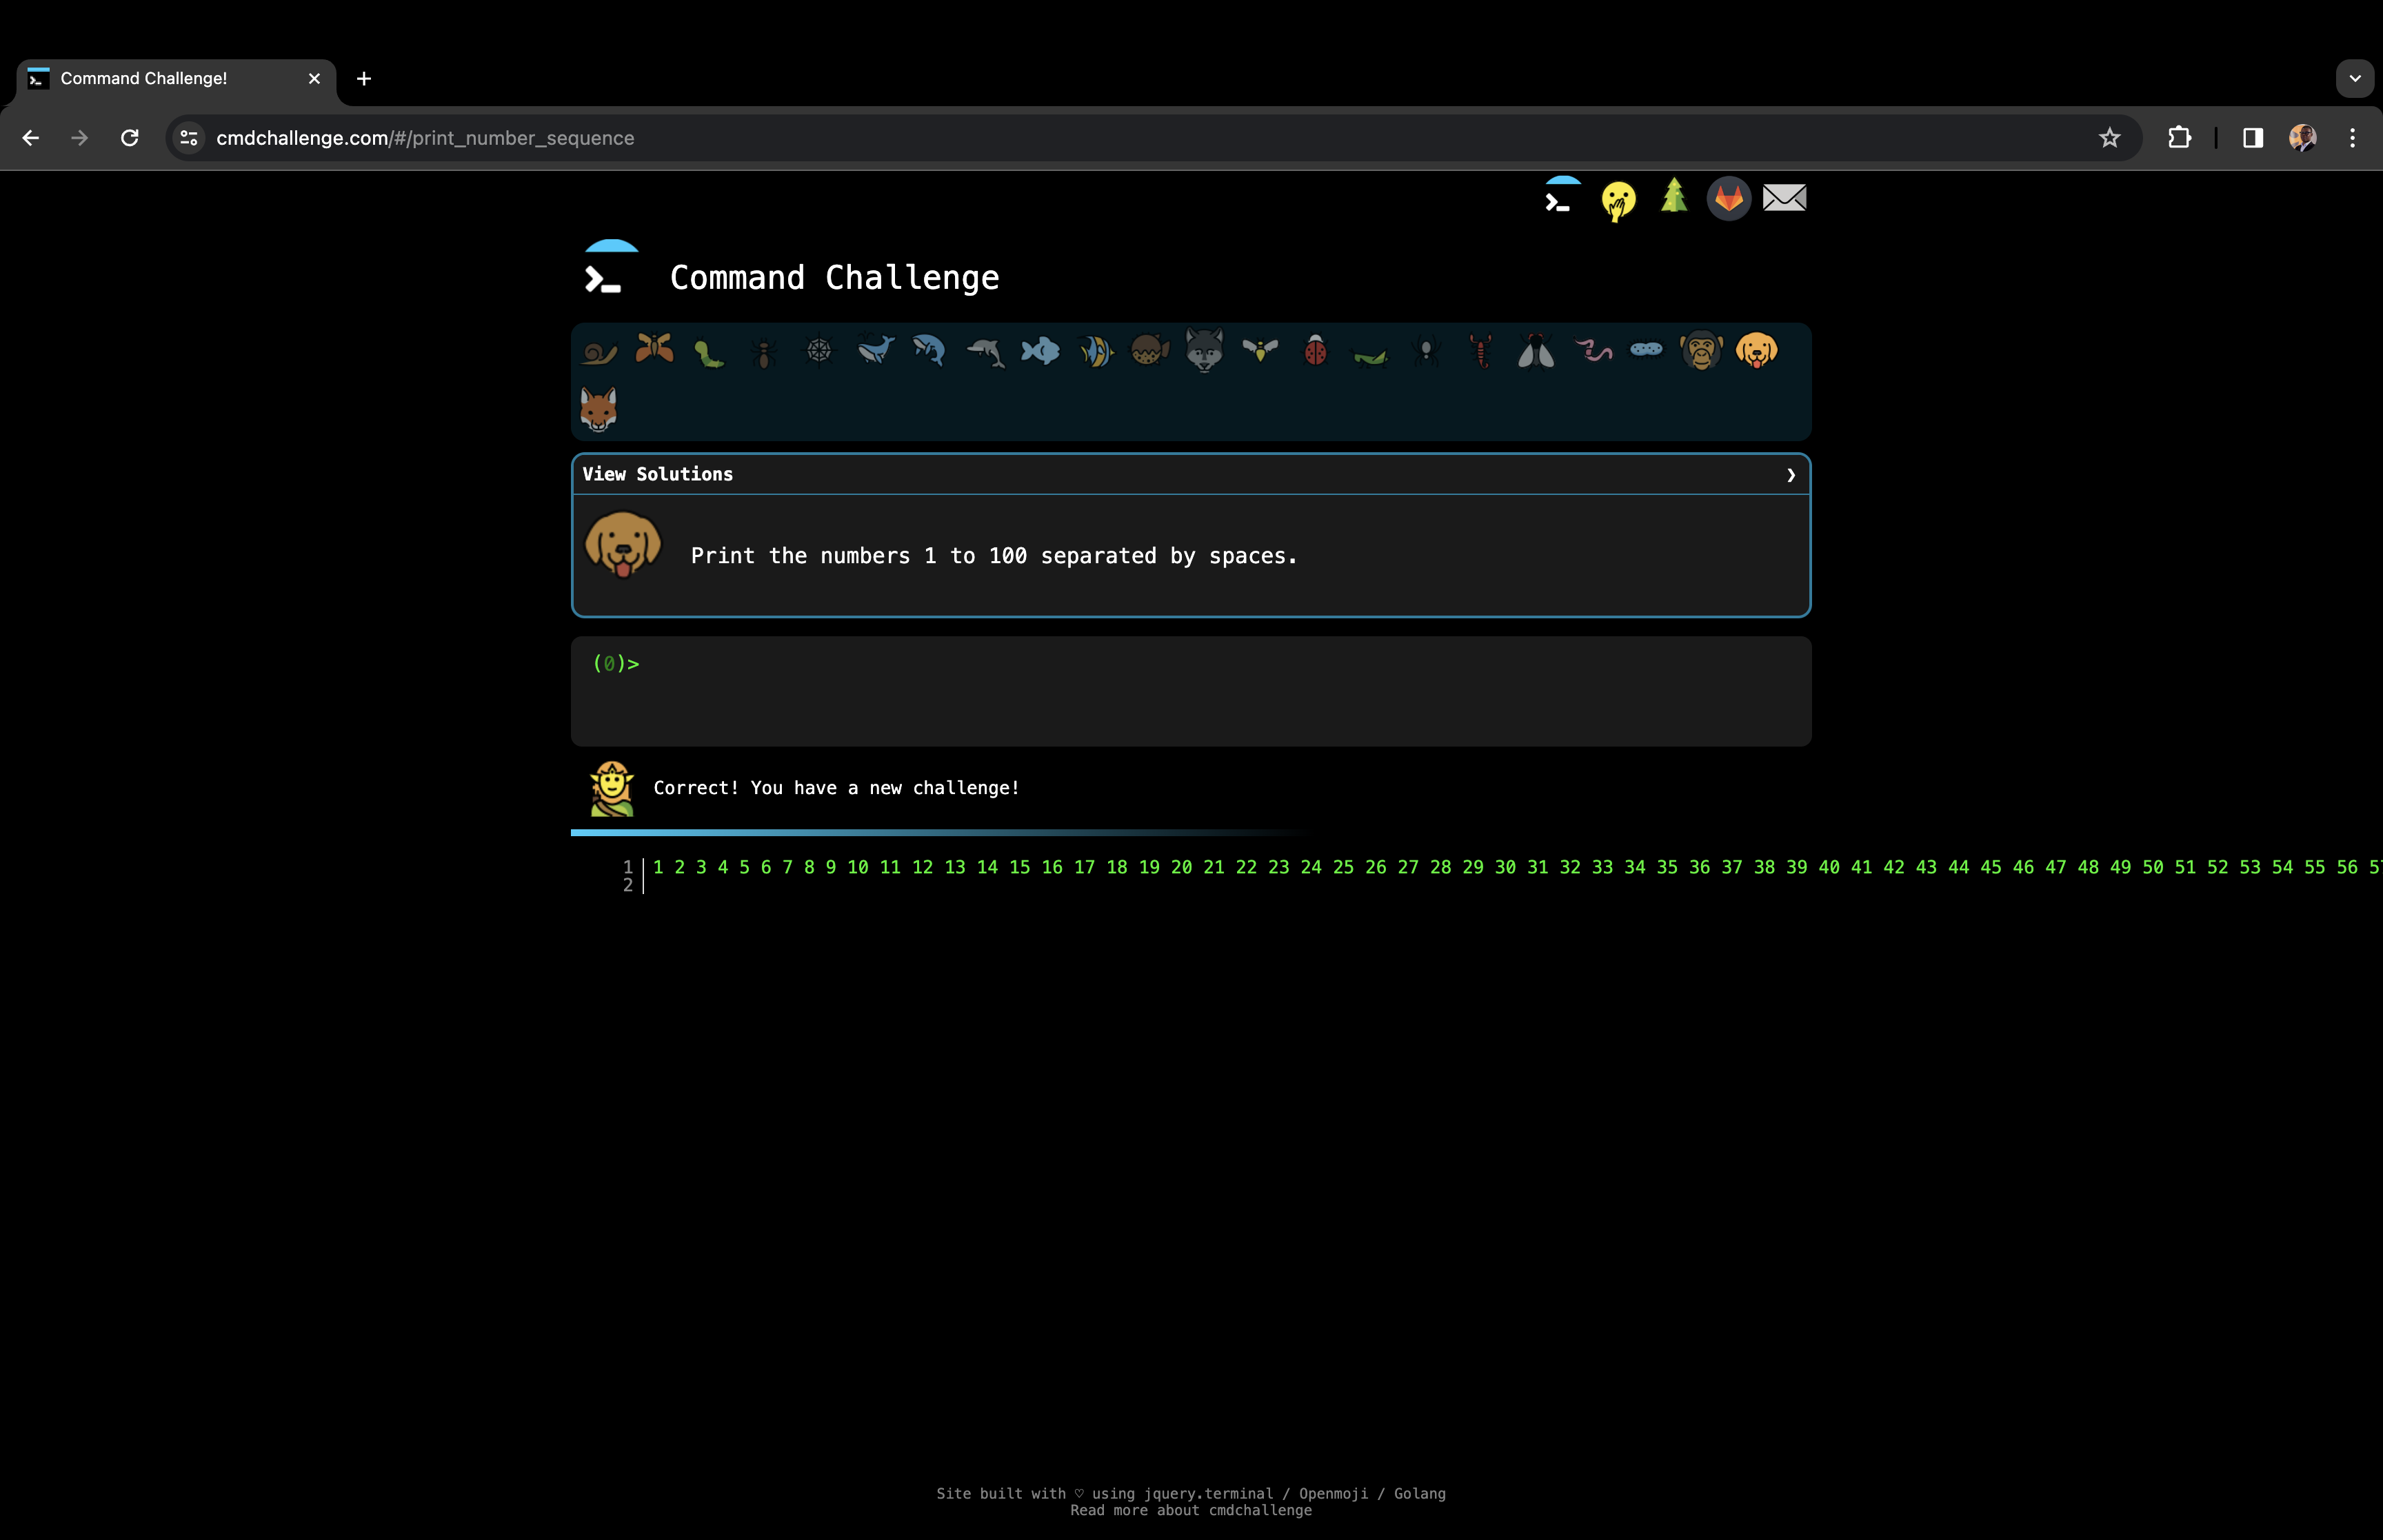 Command Challenge!
cmdchallenge.com/#/print_number_sequence
Command Challenge
View Solutions
Print the numbers 1 to 100 separated by spaces.
(0)>
Correct! You have a new challenge!
1 1 2 3 4 5 6 7 8 9 10 11 12 13 14 15 16 17 18 19 20 21 22 23 24 25 26 27 28 29 30 31 32 33 34 35 36 37 38 39 40 41 42 43 44 45 46 47 48 49 50 51 52 53 54 55 56 57
2
Site built with ♡ using jquery.terminal / Openmoji / Golang
Read more about cmdchallenge